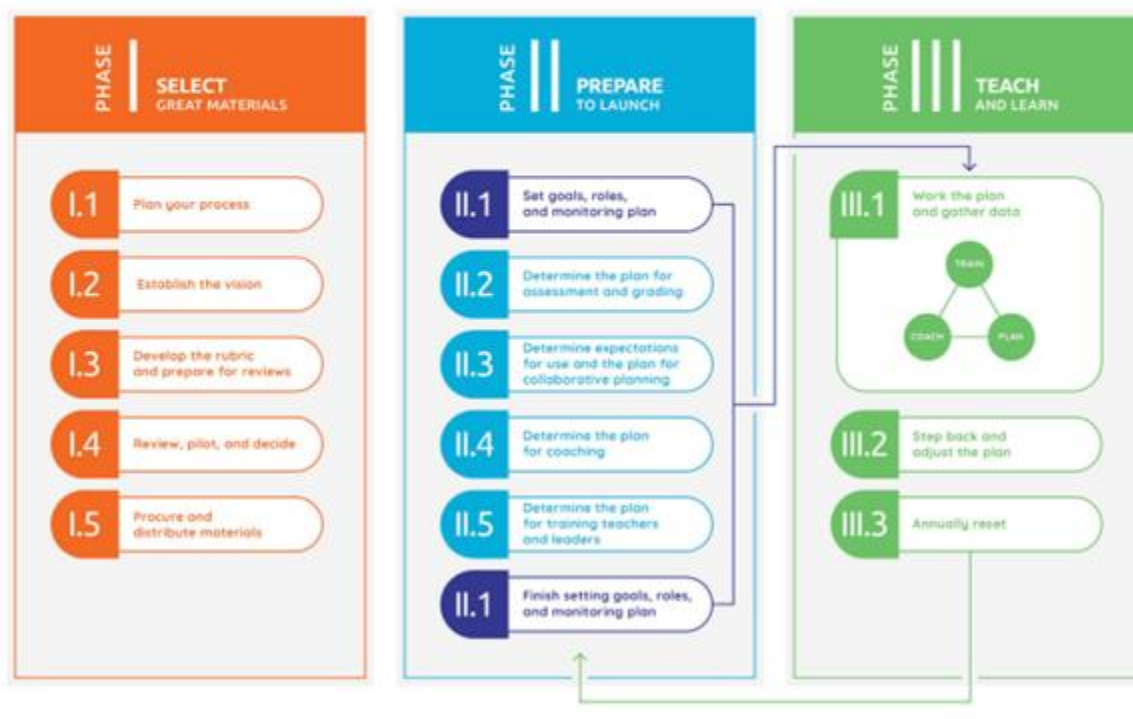 PHASE I
SELECT
GREAT MATERIALS
I.1
Plan your process
I.2
Establish the vision
I.3
Develop the rubric
and prepare for reviews
I.4
Review, pilot, and decide
I.5
Procure and
distribute materials
PHASE II
PREPARE
TO LAUNCH
II.1
Set goals, roles,
and monitoring plan
II.2
Determine the plan for
assessment and grading
II.3
Determine expectations
for use and the plan for
collaborative planning
II.4
Determine the plan
for coaching
II.5
Determine the plan
for training teachers
and leaders
II.1
Finish setting goals, roles,
and monitoring plan
PHASE III
TEACH
AND LEARN
III.1
Work the plan
and gather data
TRAIN
COACH
PLAN
III.2
Step back and
adjust the plan
III.3
Annually reset